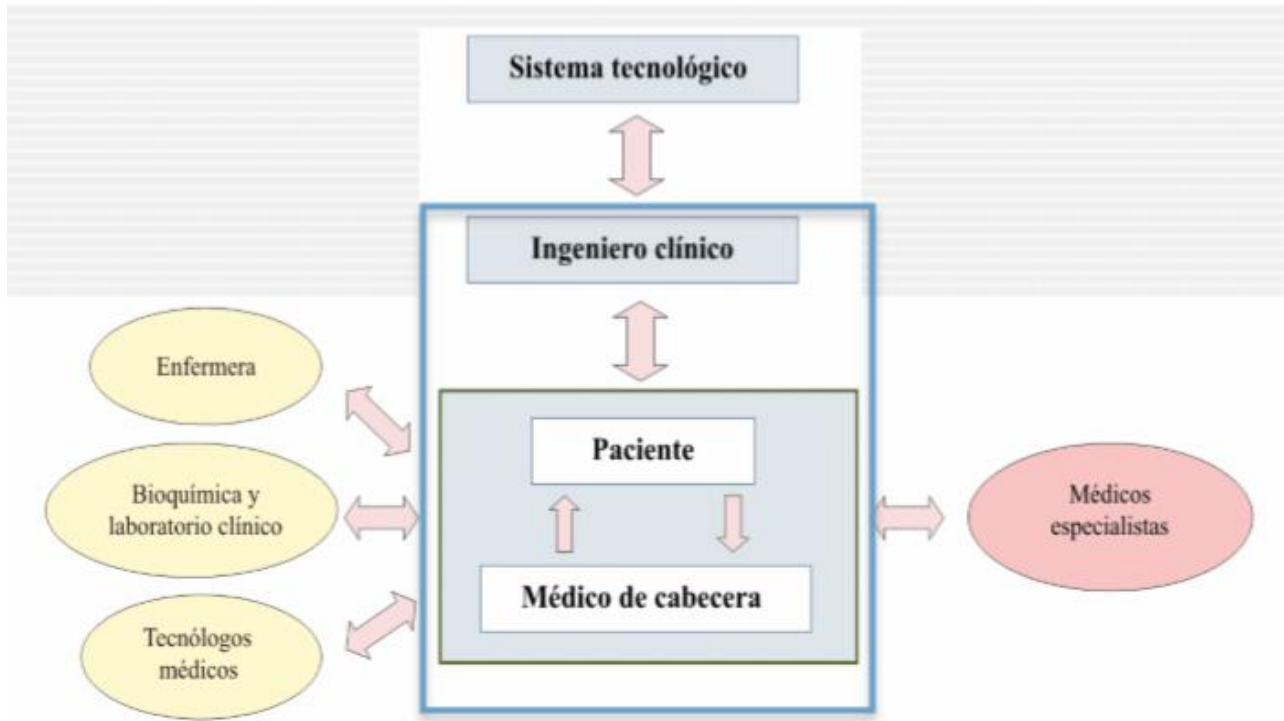 Sistema tecnológico
Ingeniero clínico
Enfermera
Paciente
Bioquímica y
laboratorio clínico
Médicos
especialistas
Médico de cabecera
Tecnólogos
médicos